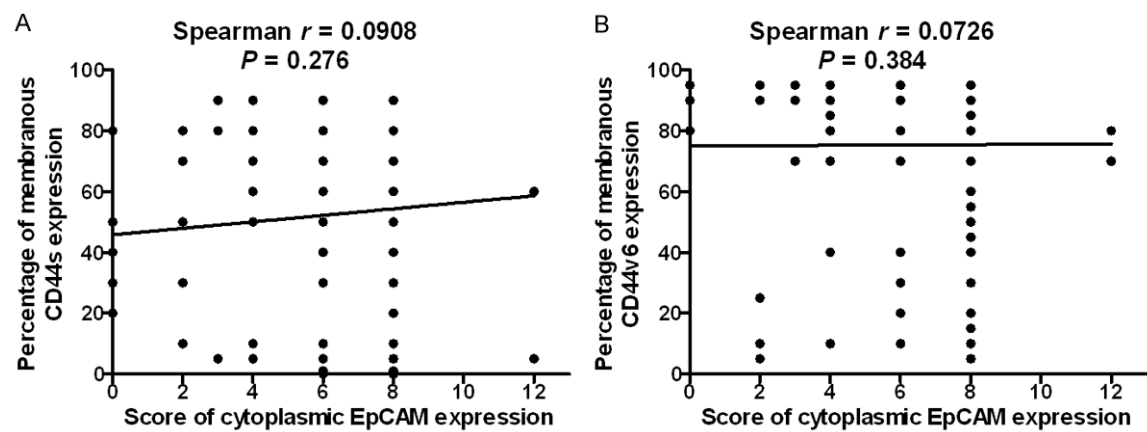 A
Spearman r = 0.0908
P = 0.276
Percentage of membranous
CD44s expression
100
80
60
40
20
0
0 2 4 6 8 10 12
Score of cytoplasmic EpCAM expression
B
Spearman r = 0.0726
P = 0.384
Percentage of membranous
CD44v6 expression
100
80
60
40
20
0
0 2 4 6 8 10 12
Score of cytoplasmic EpCAM expression